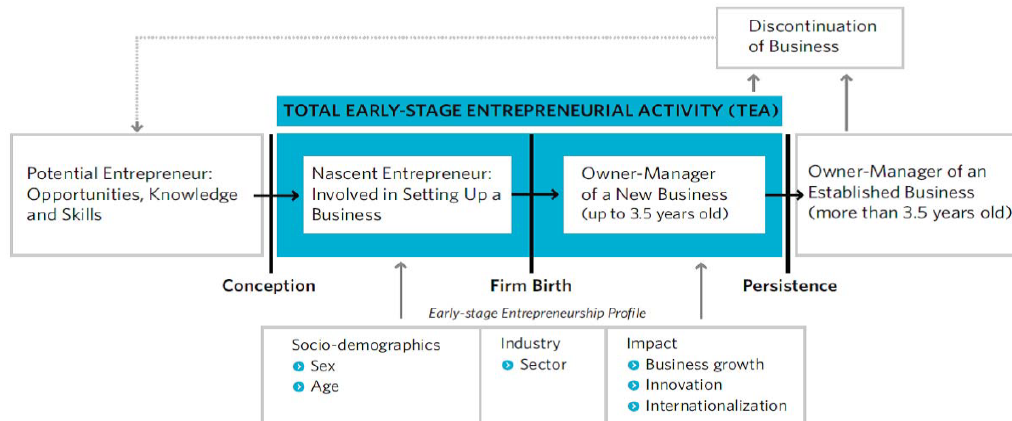 Discontinuation
of Business
TOTAL EARLY-STAGE ENTREPRENEURIAL ACTIVITY (TEA)
Potential Entrepreneur:
Opportunities, Knowledge
and Skills
Nascent Entrepreneur:
Involved in Setting Up a
Business
Owner-Manager
of a New Business
(up to 3.5 years old)
Owner-Manager of an
Established Business
(more than 3.5 years old)
Conception
Firm Birth
Persistence
Early-stage Entrepreneurship Profile
Socio-demographics
Sex
Age
Industry
Sector
Impact
Business growth
Innovation
Internationalization